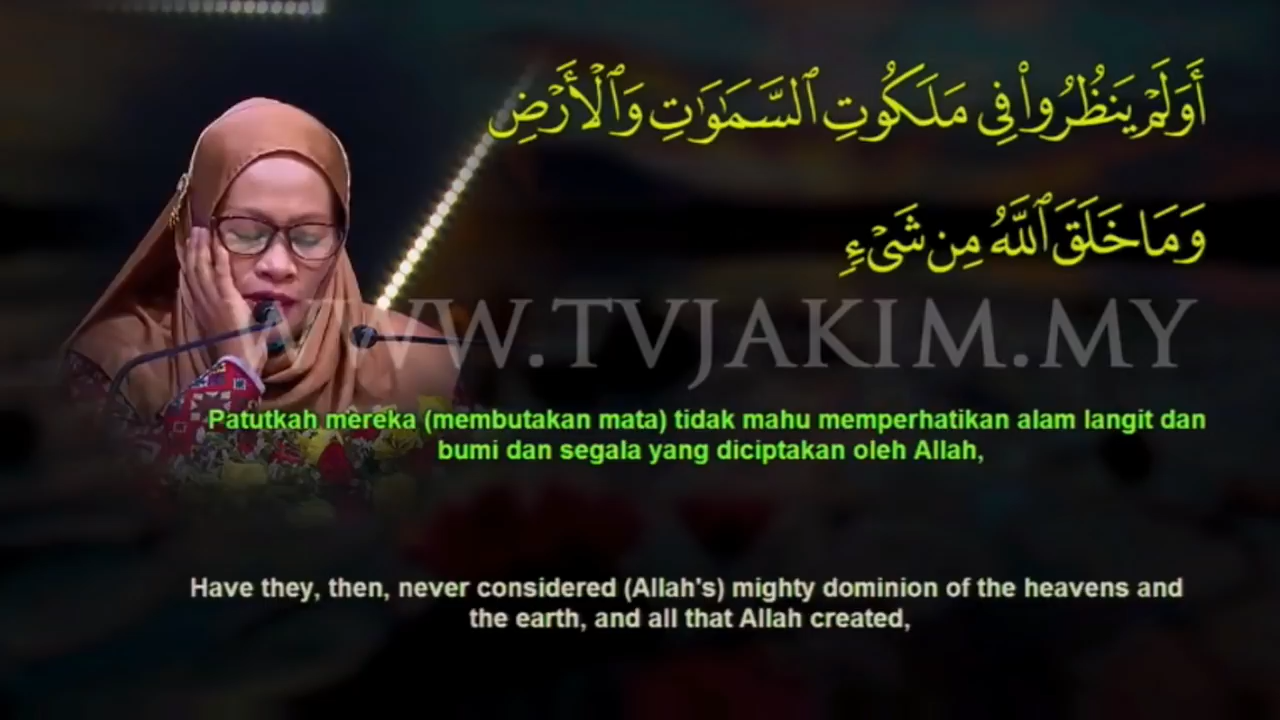 أَوَلَمْ يَنظُرُوا۟ فِى مَلَكُوتِ ٱلسَّمَـٰوَٰتِ وَٱلْأَرْضِ
وَمَا خَلَقَ ٱللَّهُ مِن شَىْءٍ
WWW.TVJAKIM.MY
Patutkah mereka (membutakan mata) tidak mahu memperhatikan alam langit dan
bumi dan segala yang diciptakan oleh Allah,
Have they, then, never considered (Allah's) mighty dominion of the heavens and
the earth, and all that Allah created,